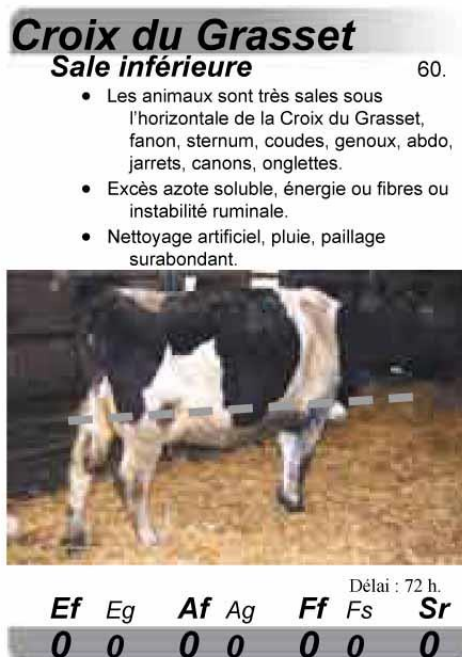 Croix du Grasset
Sale inférieure 60.
• Les animaux sont très sales sous
l'horizontale de la Croix du Grasset,
fanon, sternum, coudes, genoux, abdo,
jarrets, canons, onglettes.
• Excès azote soluble, énergie ou fibres ou
instabilité ruminale.
• Nettoyage artificiel, pluie, paillage
surabondant.
Délai : 72 h.
Ef Eg Af Ag Ff Fs Sr
0 0 0 0 0 0 0